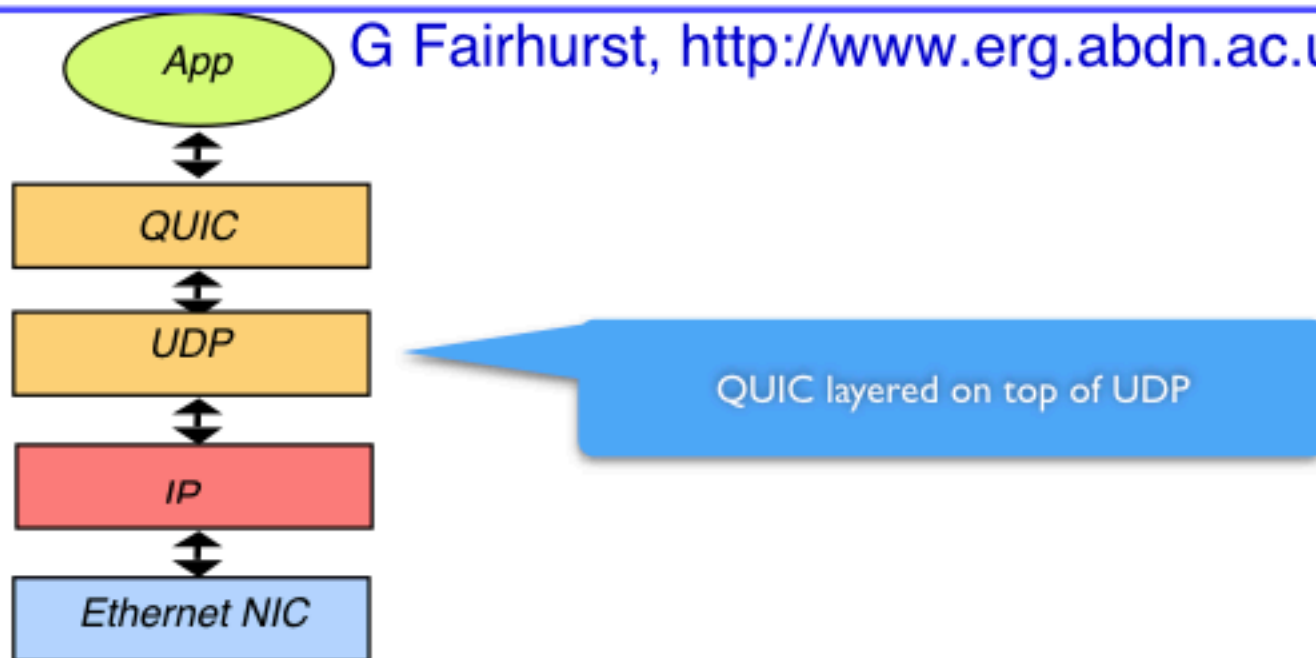 App
G Fairhurst, http://www.erg.abdn.ac.u
QUIC
UDP
QUIC layered on top of UDP
IP
Ethernet NIC